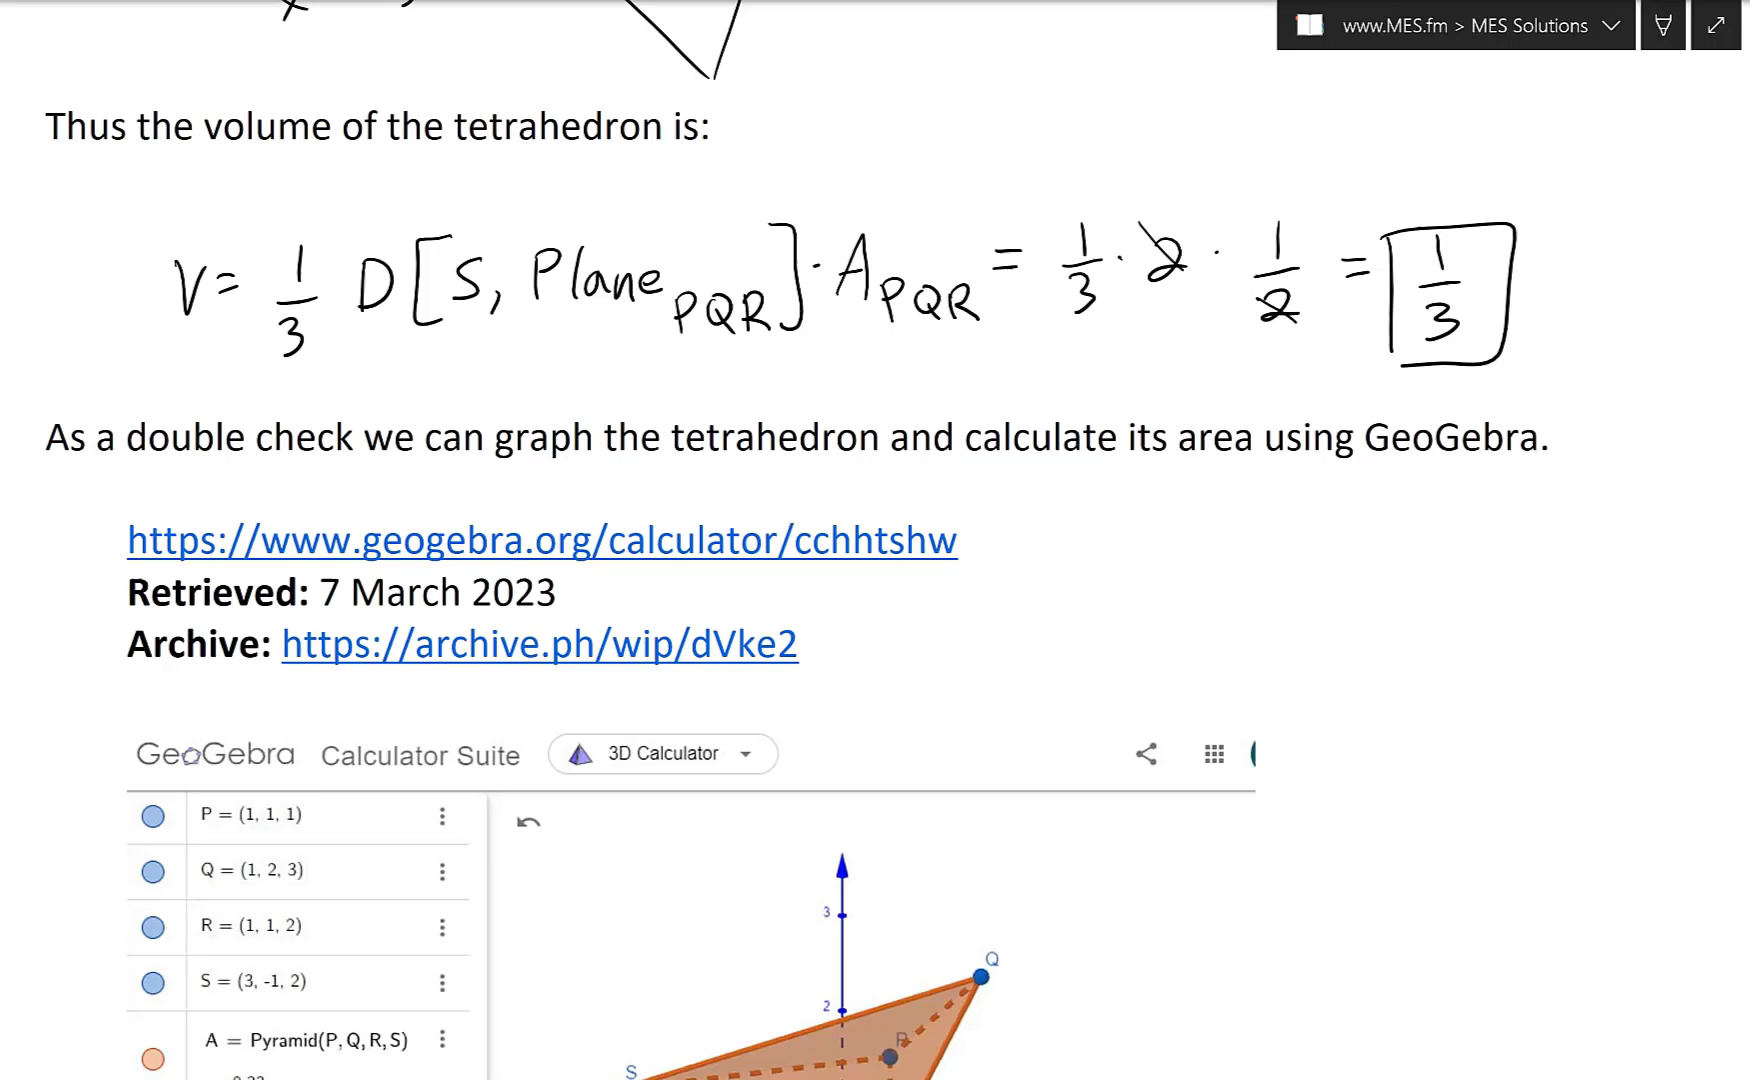 www.MES.fm > MES Solutions
Thus the volume of the tetrahedron is:
V = 1/3 D[S, Plane PQR] · A PQR = 1/3 · 2 · 1/2 = 1/3
As a double check we can graph the tetrahedron and calculate its area using GeoGebra.
https://www.geogebra.org/calculator/cchhtshw
Retrieved: 7 March 2023
Archive: https://archive.ph/wip/dVke2
GeoGebra Calculator Suite 3D Calculator
P = (1, 1, 1)
Q = (1, 2, 3)
R = (1, 1, 2)
S = (3, -1, 2)
A = Pyramid(P, Q, R, S)
3
Q
2
R
S